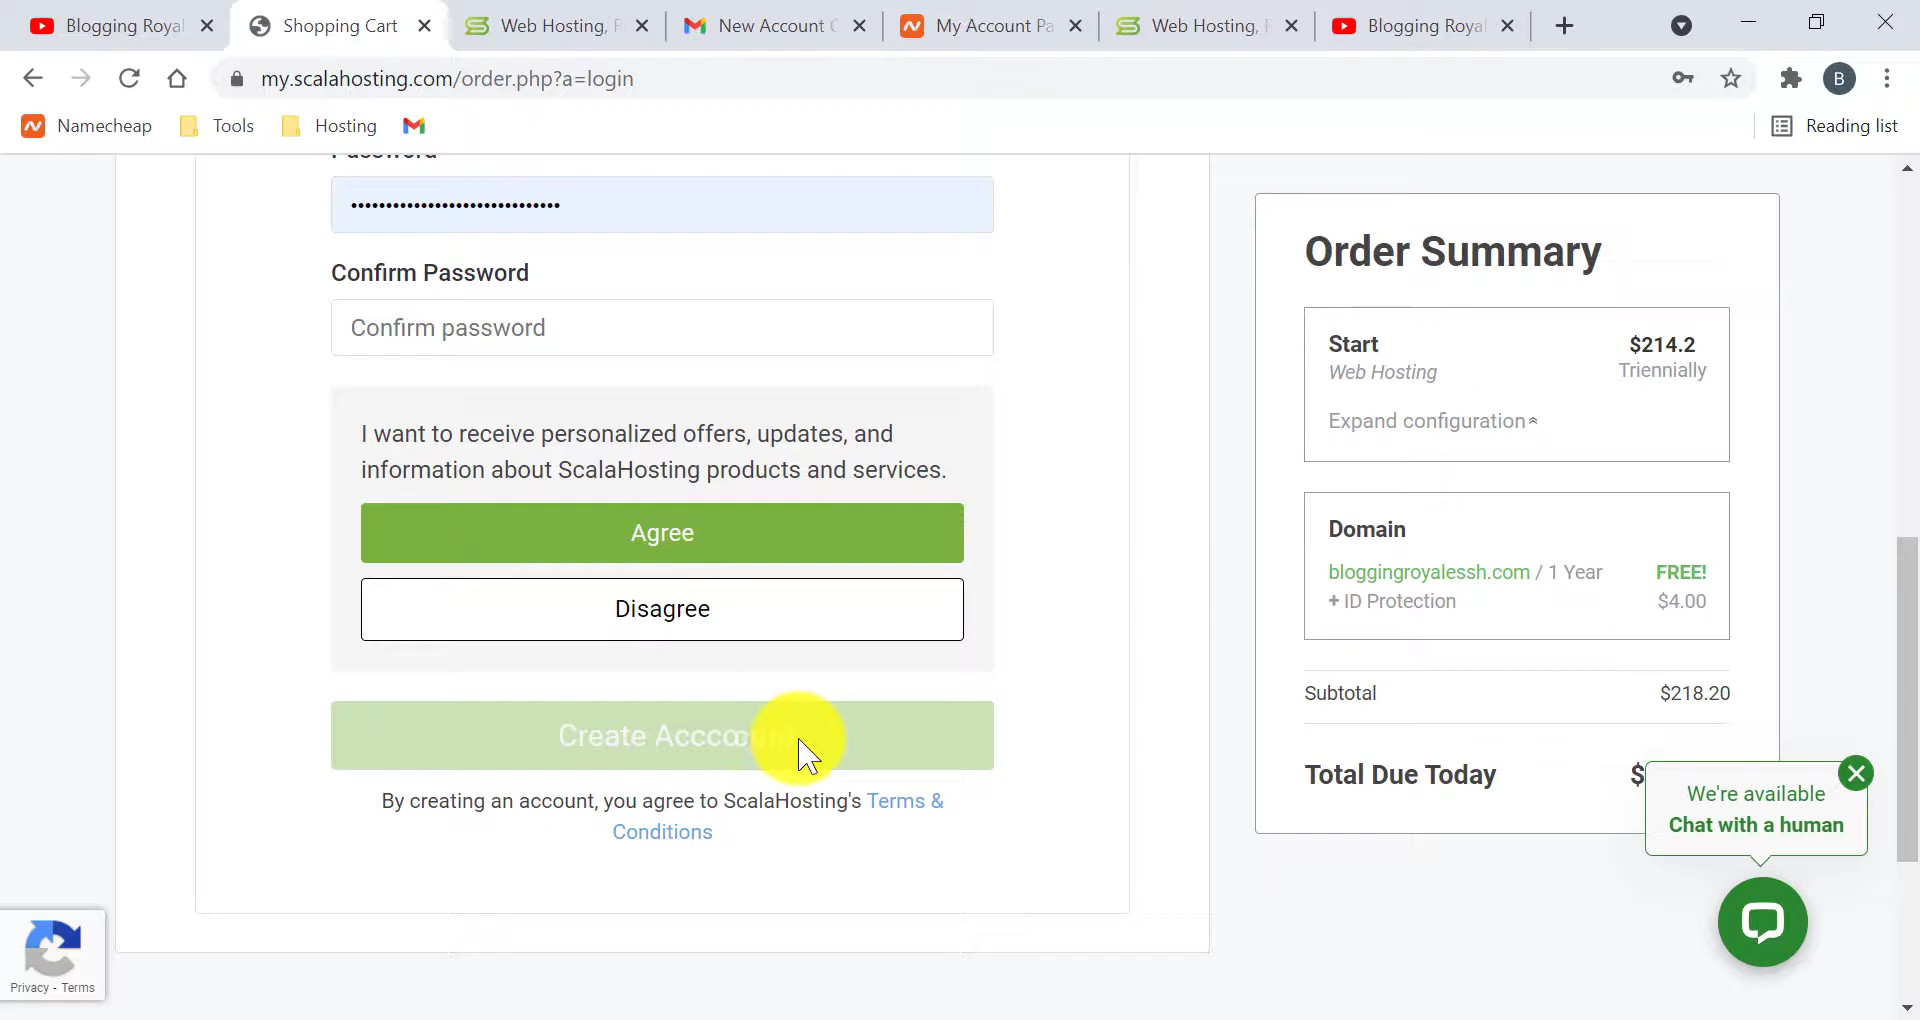 Blogging Royal
Shopping Cart
Web Hosting,
New Account
My Account Pa
Web Hosting,
Blogging Royal
my.scalahosting.com/order.php?a=login
B
Namecheap
Tools
Hosting
Reading list
Password
••••••••••••••••••••••••••••••
Confirm Password
Confirm password
I want to receive personalized offers, updates, and
information about ScalaHosting products and services.
Agree
Disagree
Create
By creating an account, you agree to ScalaHosting's Terms &
Conditions
Order Summary
Start $214.2
Web Hosting Triennially
Expand configuration
Domain
bloggingroyalessh.com / 1 Year FREE!
+ ID Protection $4.00
Subtotal $218.20
Total Due Today $
We're available
Chat with a human
Privacy - Terms